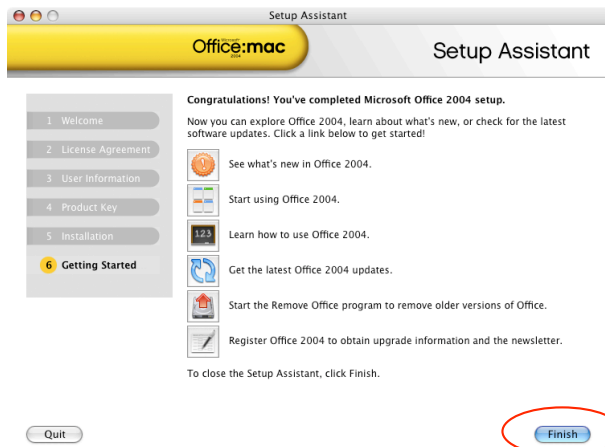 Setup Assistant
Microsoft
Office:mac
2004
Setup Assistant
1 Welcome
2 License Agreement
3 User Information
4 Product Key
5 Installation
6 Getting Started
Congratulations! You've completed Microsoft Office 2004 setup.
Now you can explore Office 2004, learn about what's new, or check for the latest
software updates. Click a link below to get started!
See what's new in Office 2004.
Start using Office 2004.
123
Learn how to use Office 2004.
Get the latest Office 2004 updates.
Start the Remove Office program to remove older versions of Office.
Register Office 2004 to obtain upgrade information and the newsletter.
To close the Setup Assistant, click Finish.
Quit
Finish